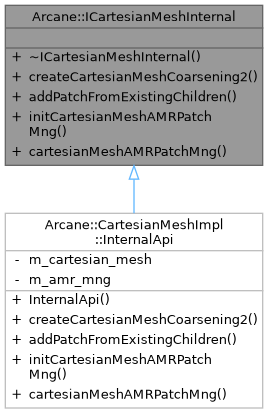 Arcane::ICartesianMeshInternal
+ ~ICartesianMeshInternal()
+ createCartesianMeshCoarsening2()
+ addPatchFromExistingChildren()
+ initCartesianMeshAMRPatch
Mng()
+ cartesianMeshAMRPatchMng()
Arcane::CartesianMeshImpl
::InternalApi
- m_cartesian_mesh
- m_amr_mng
+ InternalApi()
+ createCartesianMeshCoarsening2()
+ addPatchFromExistingChildren()
+ initCartesianMeshAMRPatch
Mng()
+ cartesianMeshAMRPatchMng()